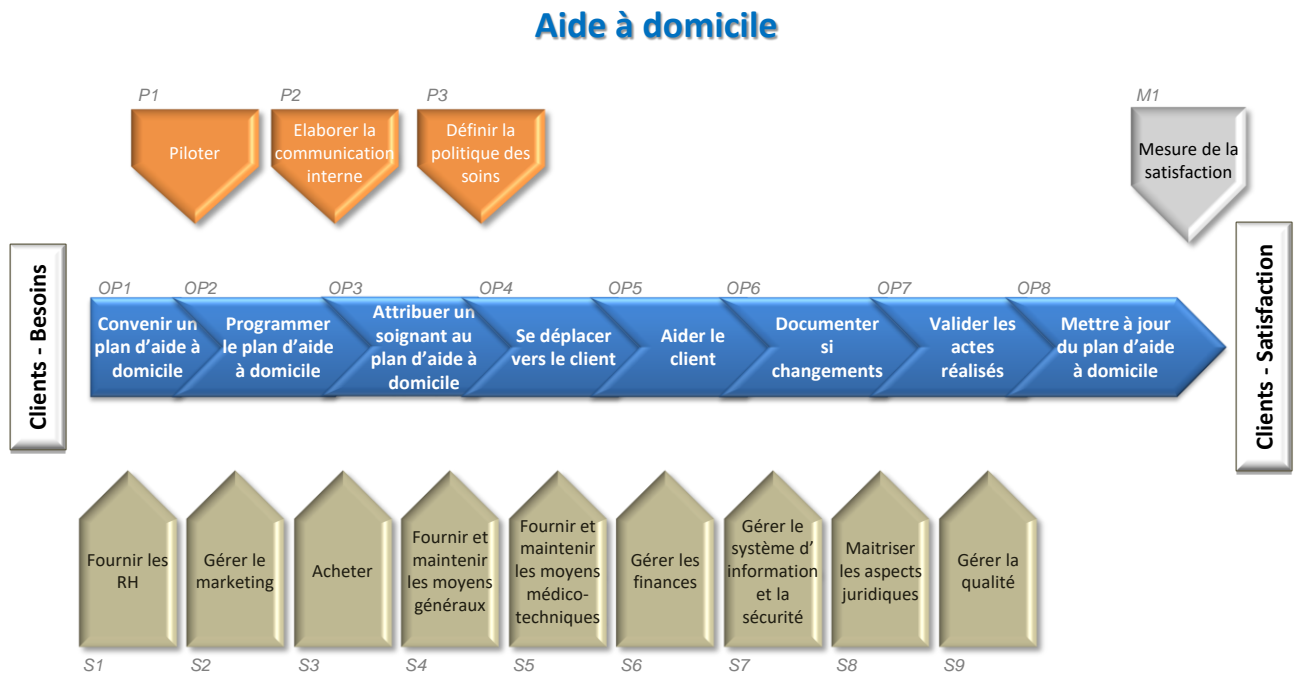 Aide à domicile
P1
P2
P3
M1
Piloter
Elaborer la
communication
interne
Définir la
politique des
soins
Mesure de la
satisfaction
Clients - Besoins
OP1
OP2
OP3
OP4
OP5
OP6
OP7
OP8
Convenir un
plan d'aide à
domicile
Programmer
le plan d'aide
à domicile
Attribuer un
soignant au
plan d'aide à
domicile
Se déplacer
vers le client
Aider le
client
Documenter
si
changements
Valider les
actes
réalisés
Mettre à jour
du plan d'aide
à domicile
Clients - Satisfaction
Fournir les
RH
Gérer le
marketing
Acheter
Fournir et
maintenir
les moyens
généraux
Fournir et
maintenir
les moyens
médico-
techniques
Gérer les
finances
Gérer le
système d'
information
et la
sécurité
Maitriser
les aspects
juridiques
Gérer la
qualité
S1
S2
S3
S4
S5
S6
S7
S8
S9